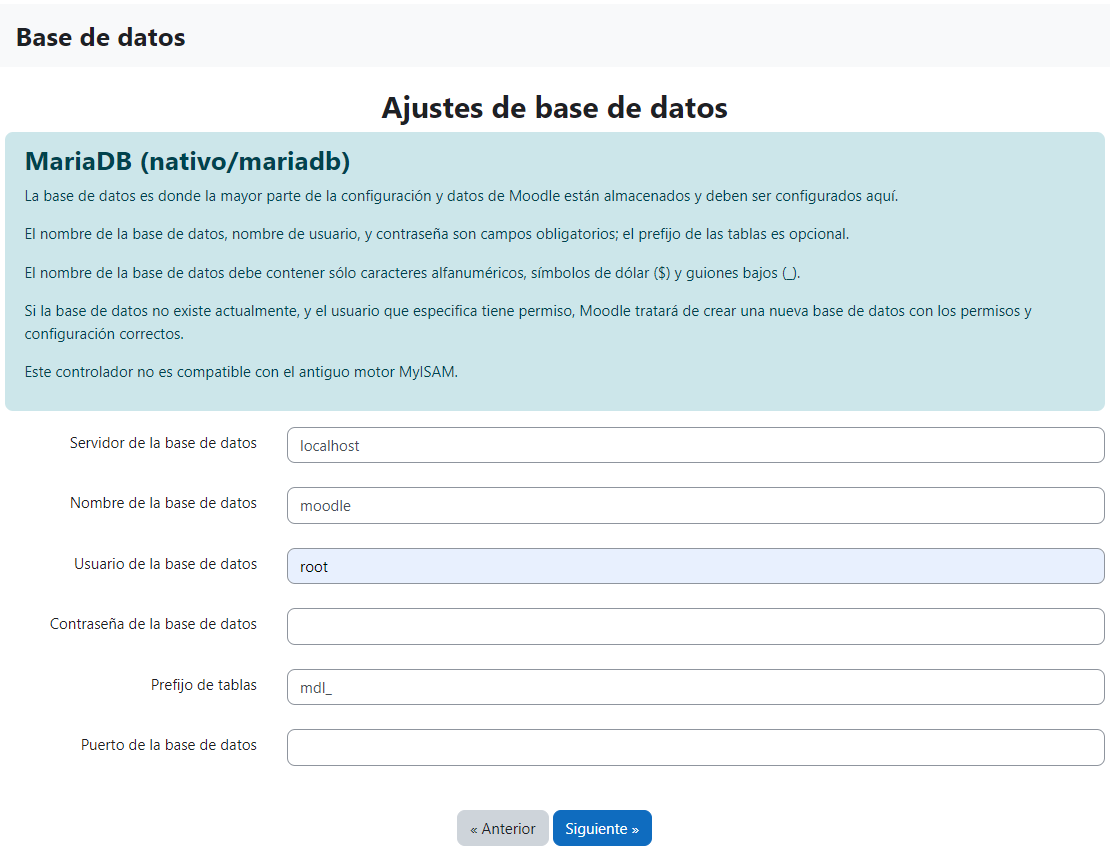 Base de datos
Ajustes de base de datos
MariaDB (nativo/mariadb)
La base de datos es donde la mayor parte de la configuración y datos de Moodle están almacenados y deben ser configurados aquí.
El nombre de la base de datos, nombre de usuario, y contraseña son campos obligatorios; el prefijo de las tablas es opcional.
El nombre de la base de datos debe contener sólo caracteres alfanuméricos, símbolos de dólar ($) y guiones bajos (_).
Si la base de datos no existe actualmente, y el usuario que especifica tiene permiso, Moodle tratará de crear una nueva base de datos con los permisos y
configuración correctos.
Este controlador no es compatible con el antiguo motor MyISAM.
Servidor de la base de datos localhost
Nombre de la base de datos moodle
Usuario de la base de datos root
Contraseña de la base de datos
Prefijo de tablas mdl_
Puerto de la base de datos
« Anterior Siguiente »